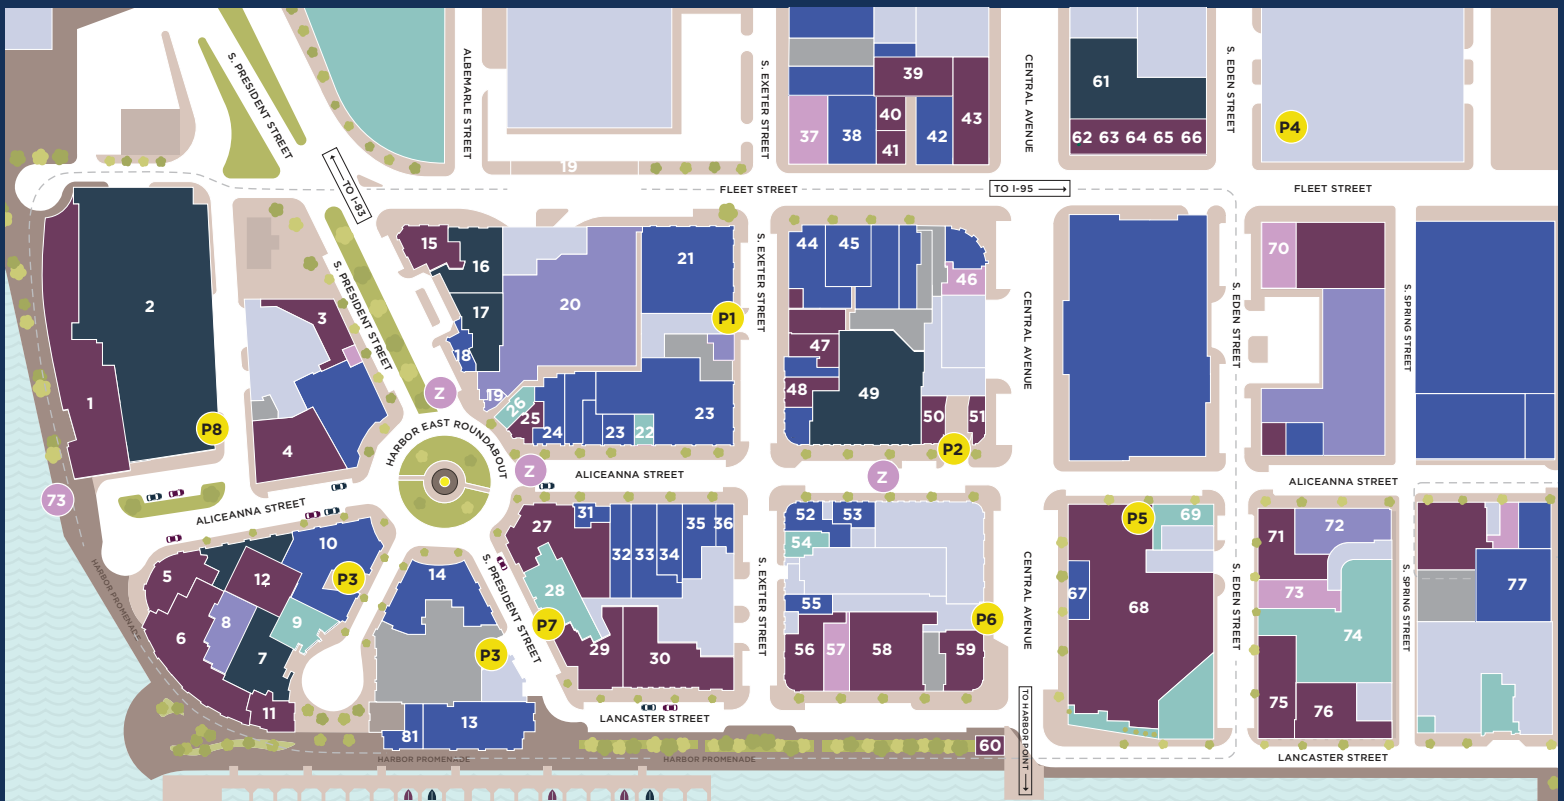 S. PRESIDENT STREET
ALBEMARLE STREET
S. EXETER STREET
CENTRAL AVENUE
S. EDEN STREET
39
61
37
38
40
41
42
43
62 63 64 65 66
P4
19
TO I-83
FLEET STREET
TO I-95
FLEET STREET
15
16
17
18
19
20
21
P1
S. EXETER STREET
44
45
46
47
48
49
50
51
P2
CENTRAL AVENUE
S. EDEN STREET
70
S. SPRING STREET
1
2
P8
3
4
S. PRESIDENT STREET
Z
HARBOR EAST ROUNDABOUT
26
25
24
23
22
23
Z
ALICEANNA STREET
Z
ALICEANNA STREET
73
ALICEANNA STREET
HARBOR PROMENADE
5
6
12
8
7
9
10
11
P3
14
P3
81
13
S. PRESIDENT STREET
27
31
32
33
34
35
36
28
P7
29
30
LANCASTER STREET
S. EXETER STREET
52
53
54
55
56
57
58
59
P6
60
CENTRAL AVENUE
TO HARBOR POINT
P5
69
67
68
S. EDEN STREET
71
72
73
74
75
76
S. SPRING STREET
77
LANCASTER STREET
HARBOR PROMENADE
HARBOR PROMENADE